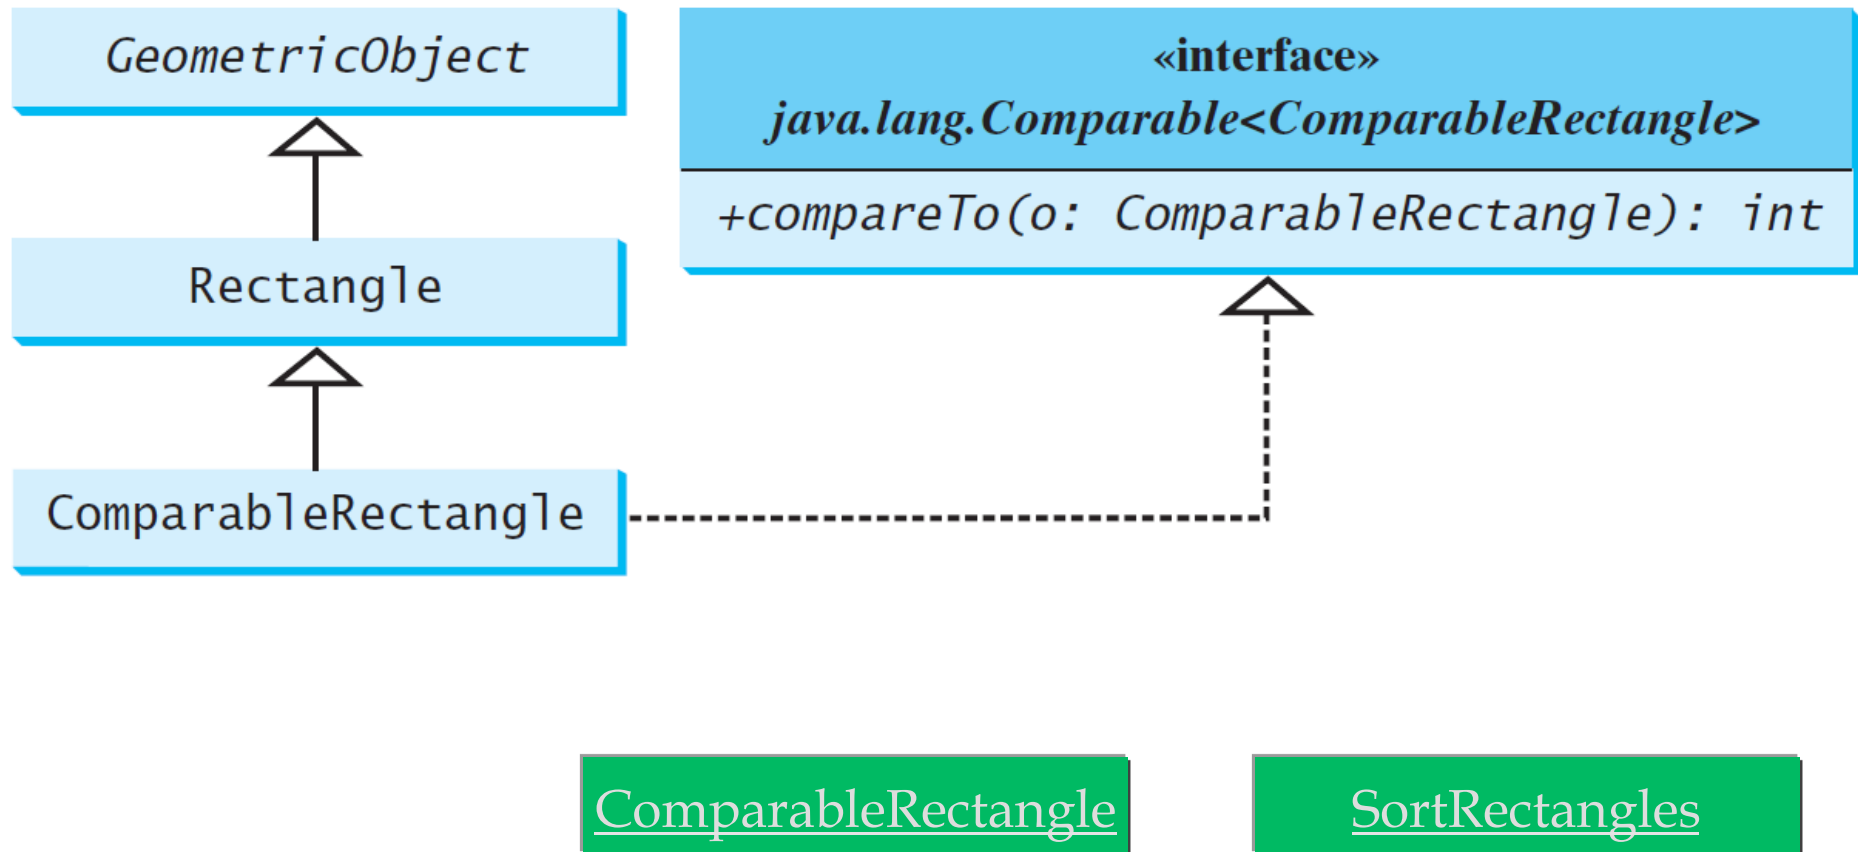 GeometricObject
«interface»
java.lang.Comparable<ComparableRectangle>
+compareTo(o: ComparableRectangle): int
Rectangle
ComparableRectangle
ComparableRectangle
SortRectangles